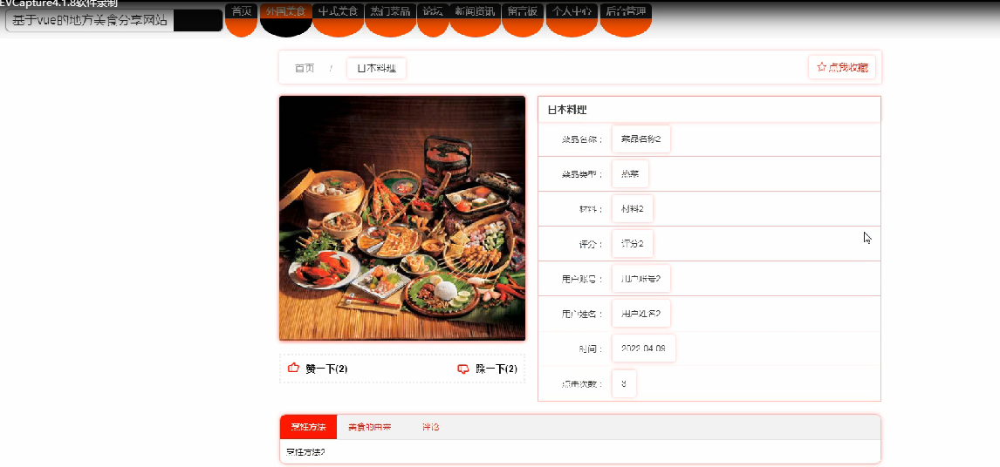 EVCapture4.1.8软件录制
基于vue的地方美食分享网站
首页 外国美食 中式美食 热门菜品 论坛 新闻资讯 留言板 个人中心 后台管理
首页 / 日本料理
点我收藏
日本料理
菜品名称： 菜品名称2
菜品类型： 热菜
材料： 材料2
评分： 评分2
用户账号： 用户账号2
用户姓名： 用户姓名2
时间： 2022-04-09
点击次数： 3
赞一下(2) 踩一下(2)
烹饪方法 美食的由来 评论
烹饪方法2